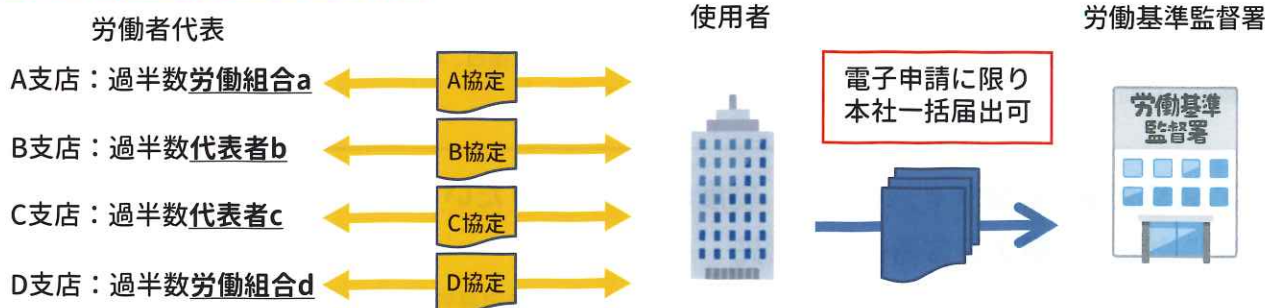 労働者代表
使用者
労働基準監督署
A支店：過半数労働組合a
A協定
B支店：過半数代表者b
B協定
C支店：過半数代表者c
C協定
D支店：過半数労働組合d
D協定
電子申請に限り
本社一括届出可
労働基準
監督署